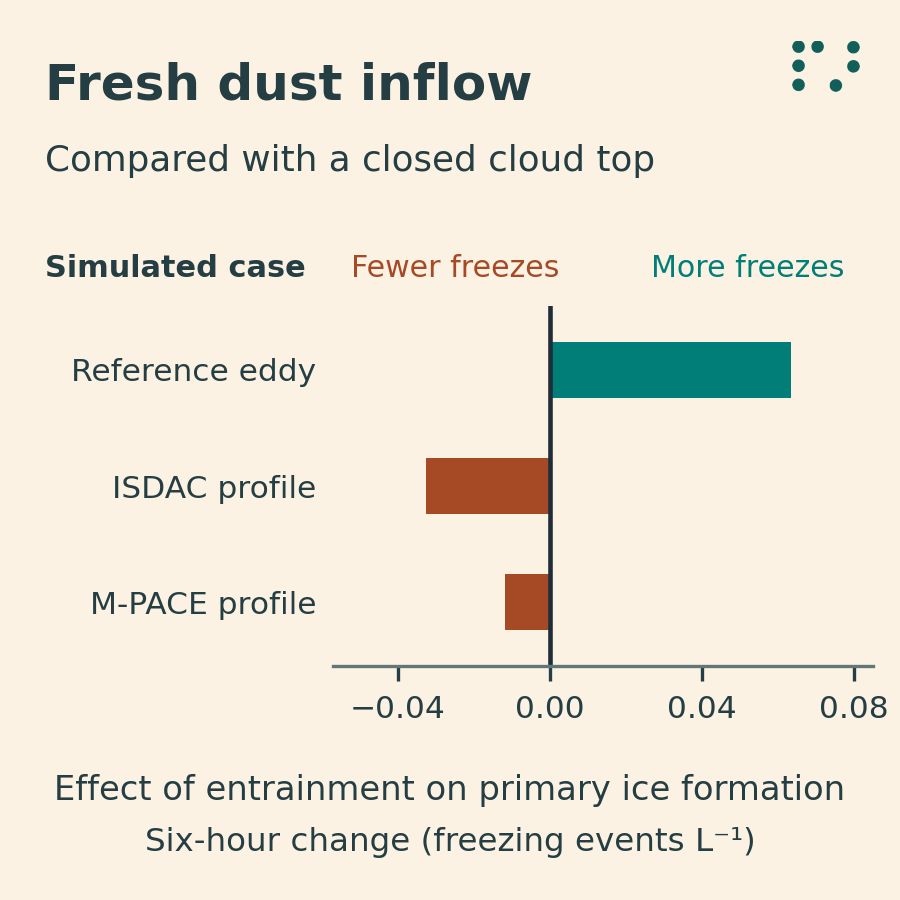 Fresh dust inflow
Compared with a closed cloud top
Simulated case Fewer freezes More freezes
Reference eddy
ISDAC profile
M-PACE profile
−0.04 0.00 0.04 0.08
Effect of entrainment on primary ice formation
Six-hour change (freezing events L⁻¹)